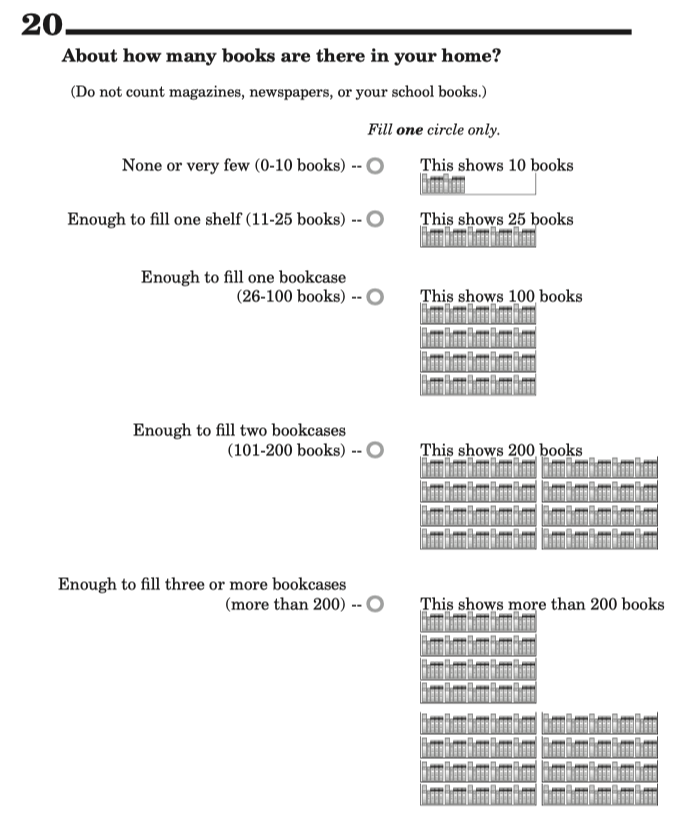 20
About how many books are there in your home?
(Do not count magazines, newspapers, or your school books.)
Fill one circle only.
None or very few (0-10 books) --
This shows 10 books
Enough to fill one shelf (11-25 books) --
This shows 25 books
Enough to fill one bookcase
(26-100 books) --
This shows 100 books
Enough to fill two bookcases
(101-200 books) --
This shows 200 books
Enough to fill three or more bookcases
(more than 200) --
This shows more than 200 books